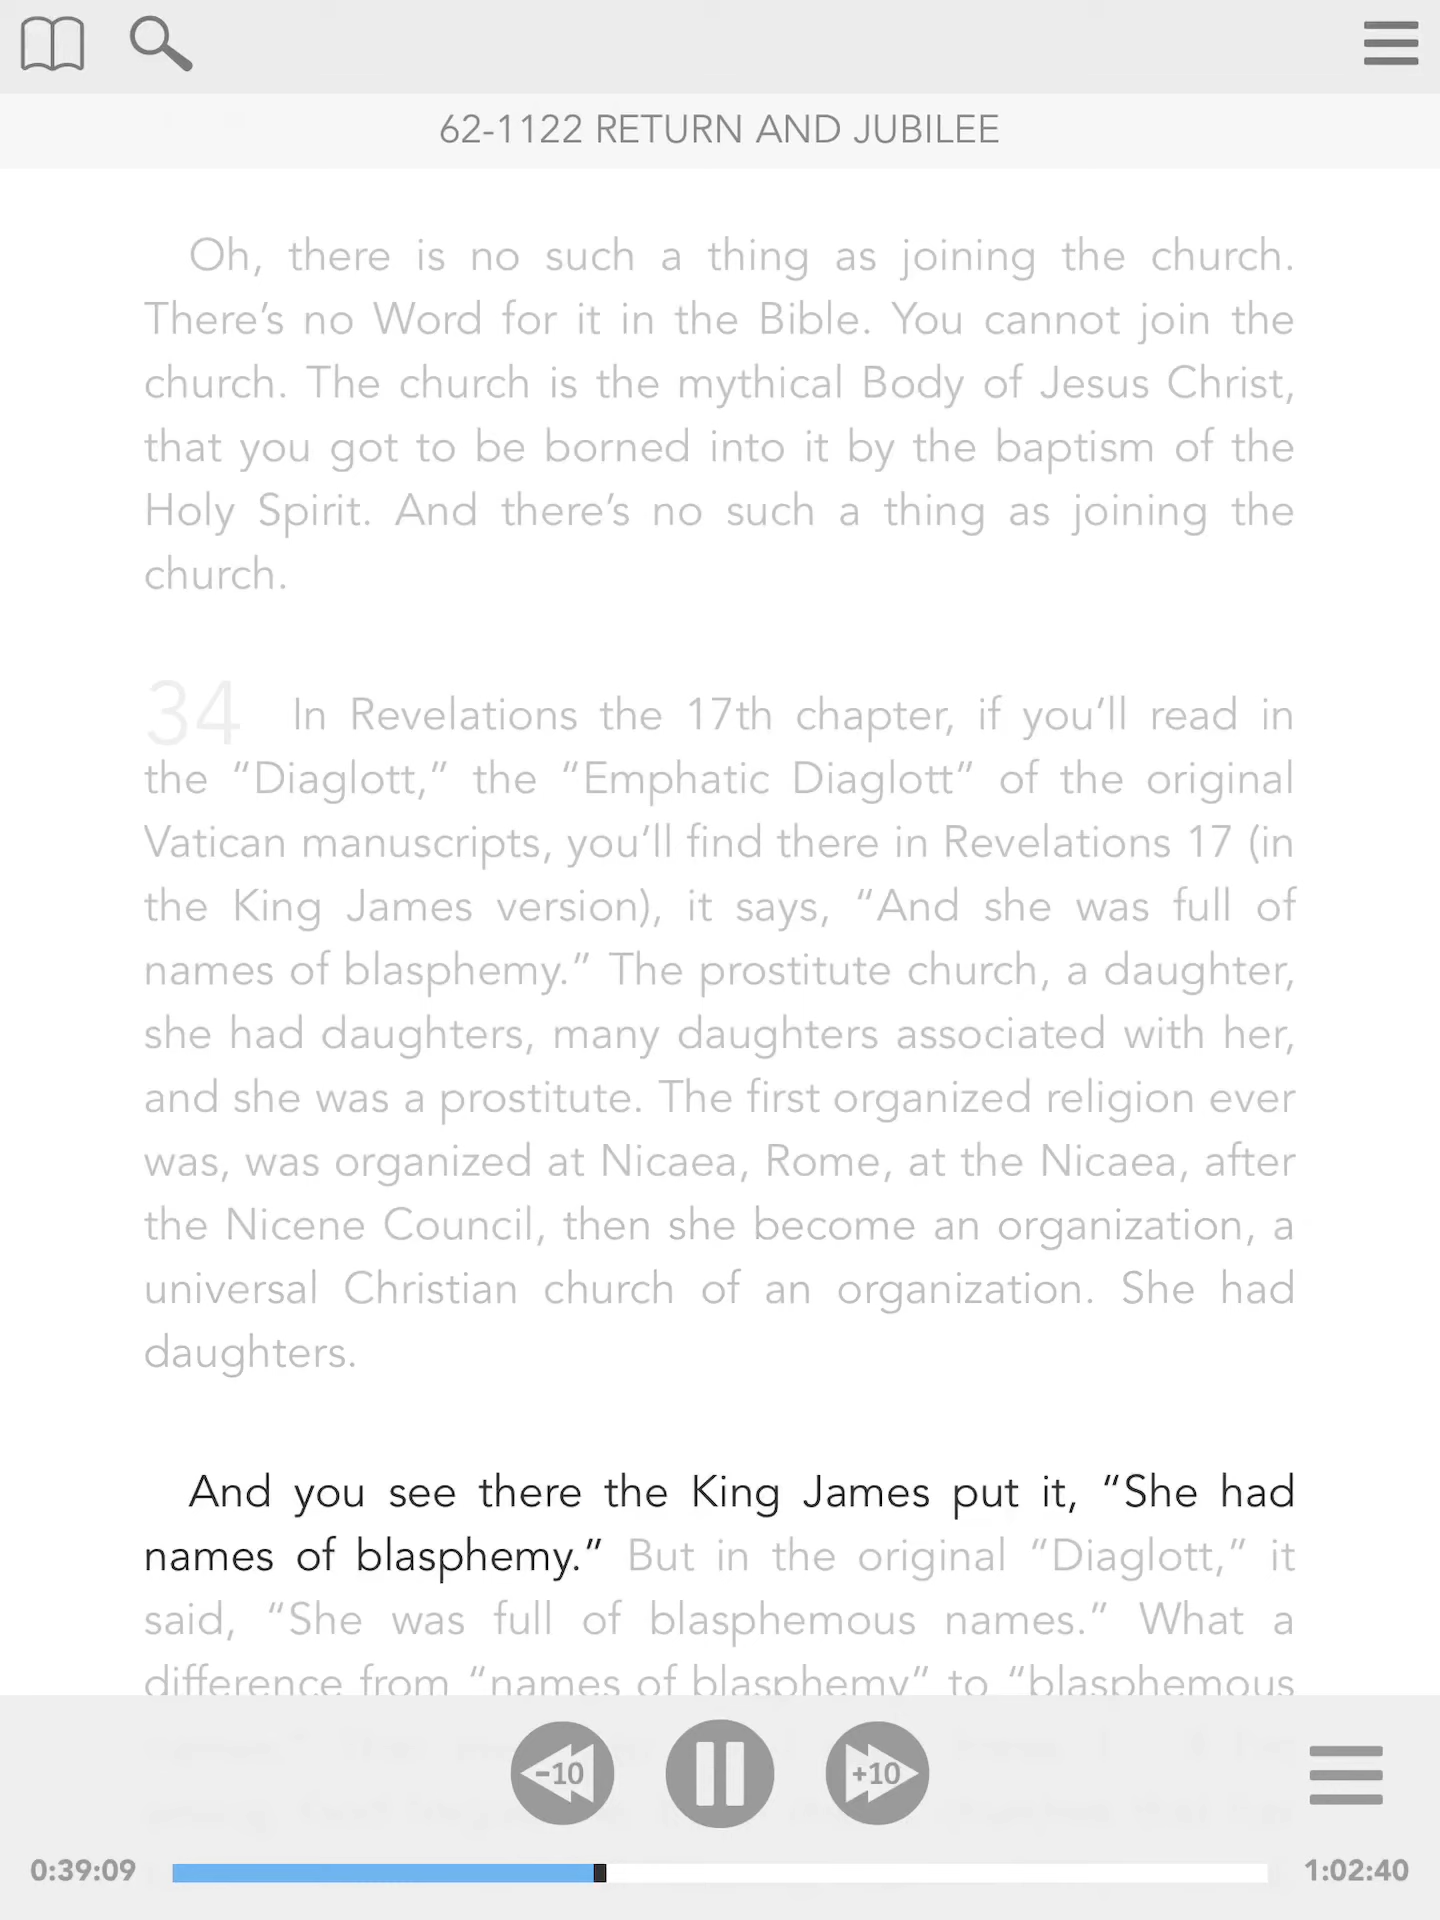 62-1122 RETURN AND JUBILEE
Oh, there is no such a thing as joining the church.
There’s no Word for it in the Bible. You cannot join the
church. The church is the mythical Body of Jesus Christ,
that you got to be borned into it by the baptism of the
Holy Spirit. And there’s no such a thing as joining the
church.
34 In Revelations the 17th chapter, if you’ll read in
the “Diaglott,” the “Emphatic Diaglott” of the original
Vatican manuscripts, you’ll find there in Revelations 17 (in
the King James version), it says, “And she was full of
names of blasphemy.” The prostitute church, a daughter,
she had daughters, many daughters associated with her,
and she was a prostitute. The first organized religion ever
was, was organized at Nicaea, Rome, at the Nicaea, after
the Nicene Council, then she become an organization, a
universal Christian church of an organization. She had
daughters.
And you see there the King James put it, “She had
names of blasphemy.” But in the original “Diaglott,” it
said, “She was full of blasphemous names.” What a
difference from “names of blasphemy” to “blasphemous
-10 +10
0:39:09 1:02:40